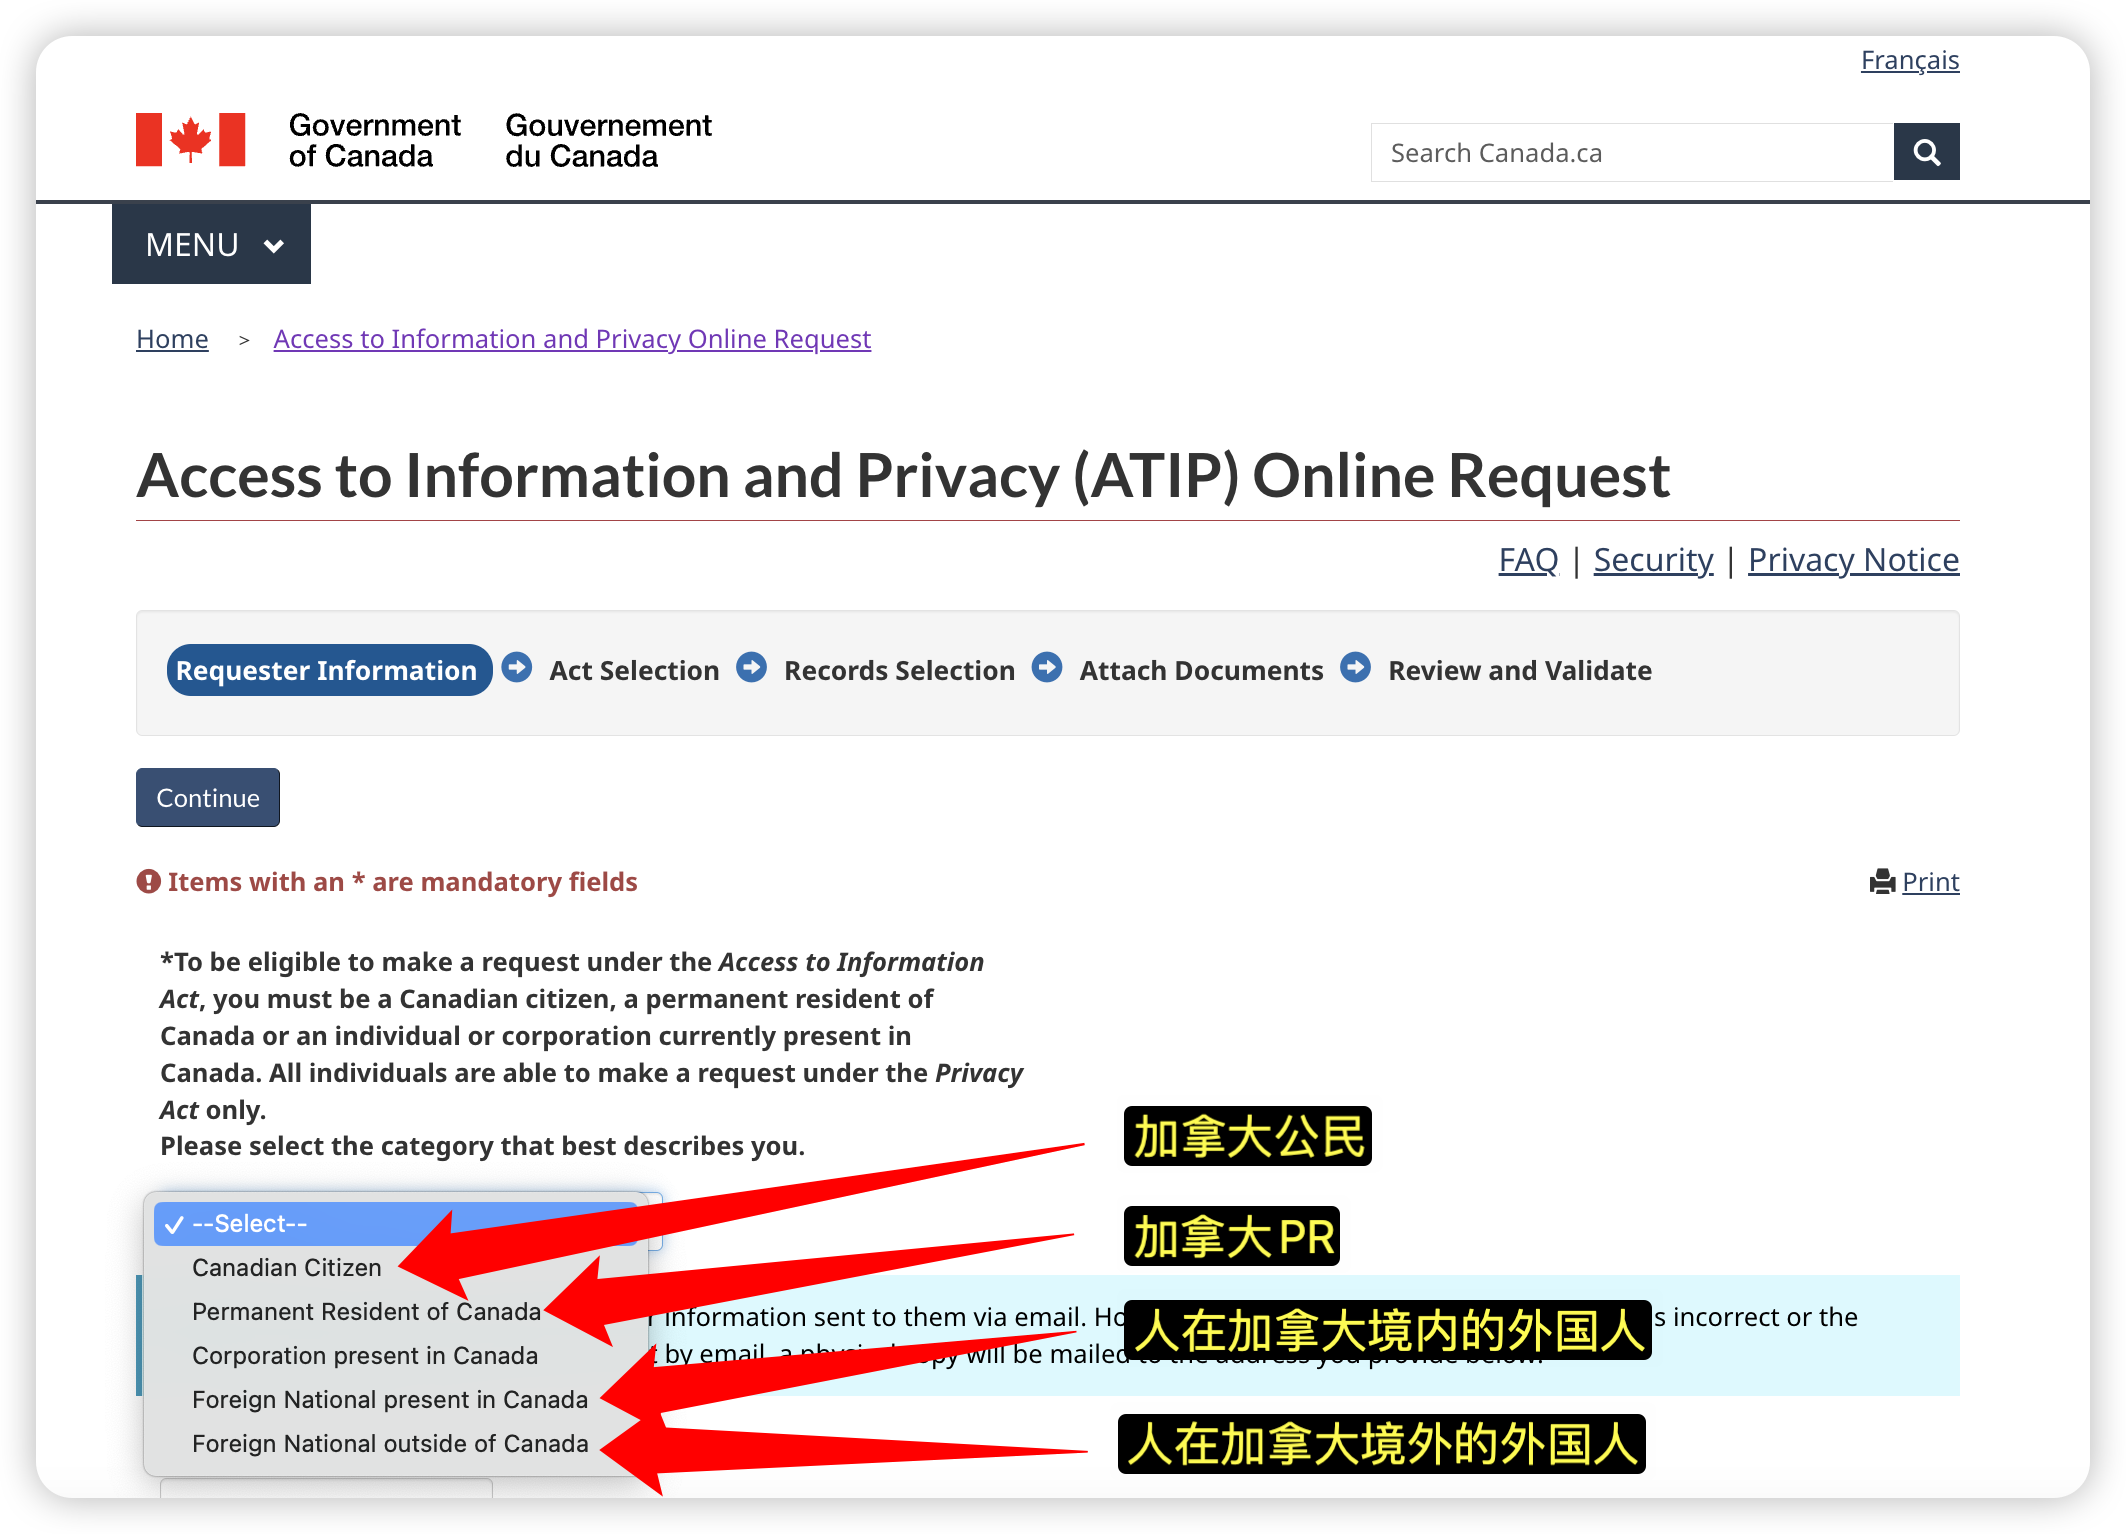 Français
Government
of Canada
Gouvernement
du Canada
Search Canada.ca
MENU
Home > Access to Information and Privacy Online Request
Access to Information and Privacy (ATIP) Online Request
FAQ | Security | Privacy Notice
Requester Information Act Selection Records Selection Attach Documents Review and Validate
Continue
Items with an * are mandatory fields
Print
*To be eligible to make a request under the Access to Information
Act, you must be a Canadian citizen, a permanent resident of
Canada or an individual or corporation currently present in
Canada. All individuals are able to make a request under the Privacy
Act only.
Please select the category that best describes you.
加拿大公民
--Select--
加拿大PR
Canadian Citizen
Permanent Resident of Canada
information sent to them via email.
人在加拿大境内的外国人
incorrect or the
Corporation present in Canada
by email, a physical copy will be mailed to the address you provide below.
Foreign National present in Canada
Foreign National outside of Canada
人在加拿大境外的外国人